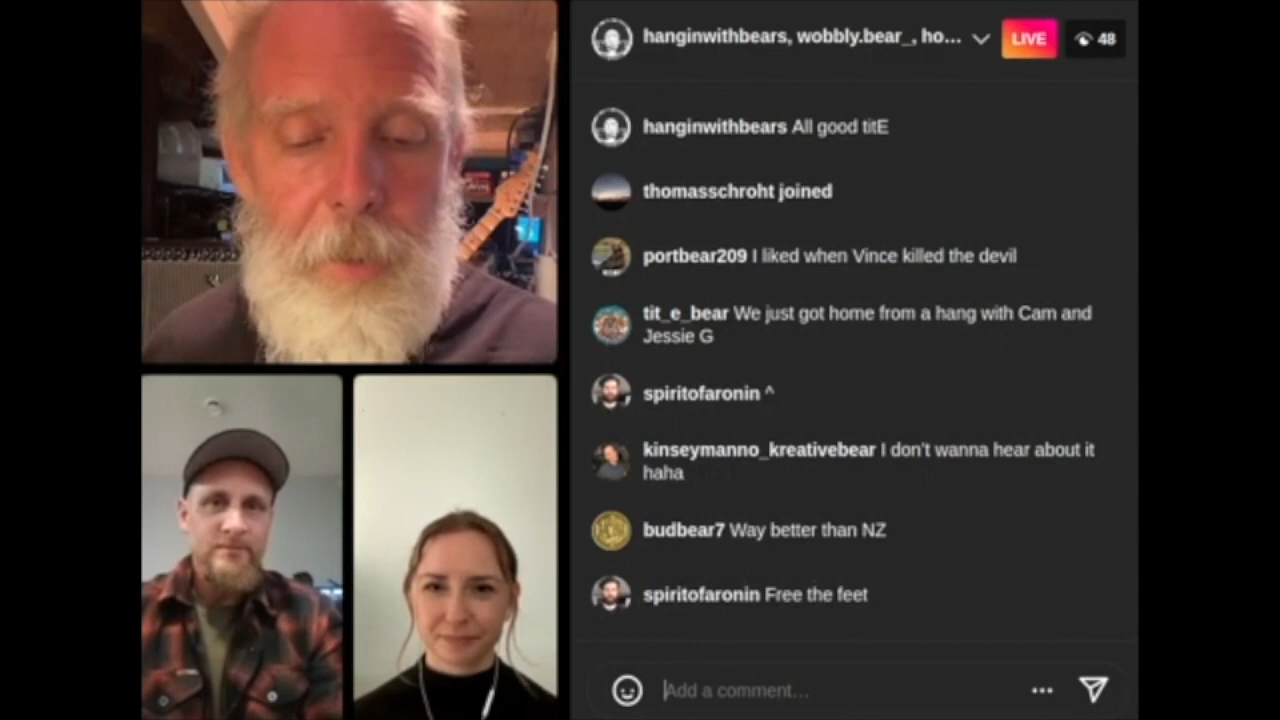 hanginwithbears, wobbly.bear_, ho...
LIVE
48
hanginwithbears All good titE
thomasschroht joined
portbear209 I liked when Vince killed the devil
tit_e_bear We just got home from a hang with Cam and
Jessie G
spiritofaronin ^
kinseymanno_kreativebear I don't wanna hear about it
haha
budbear7 Way better than NZ
spiritofaronin Free the feet
Add a comment...